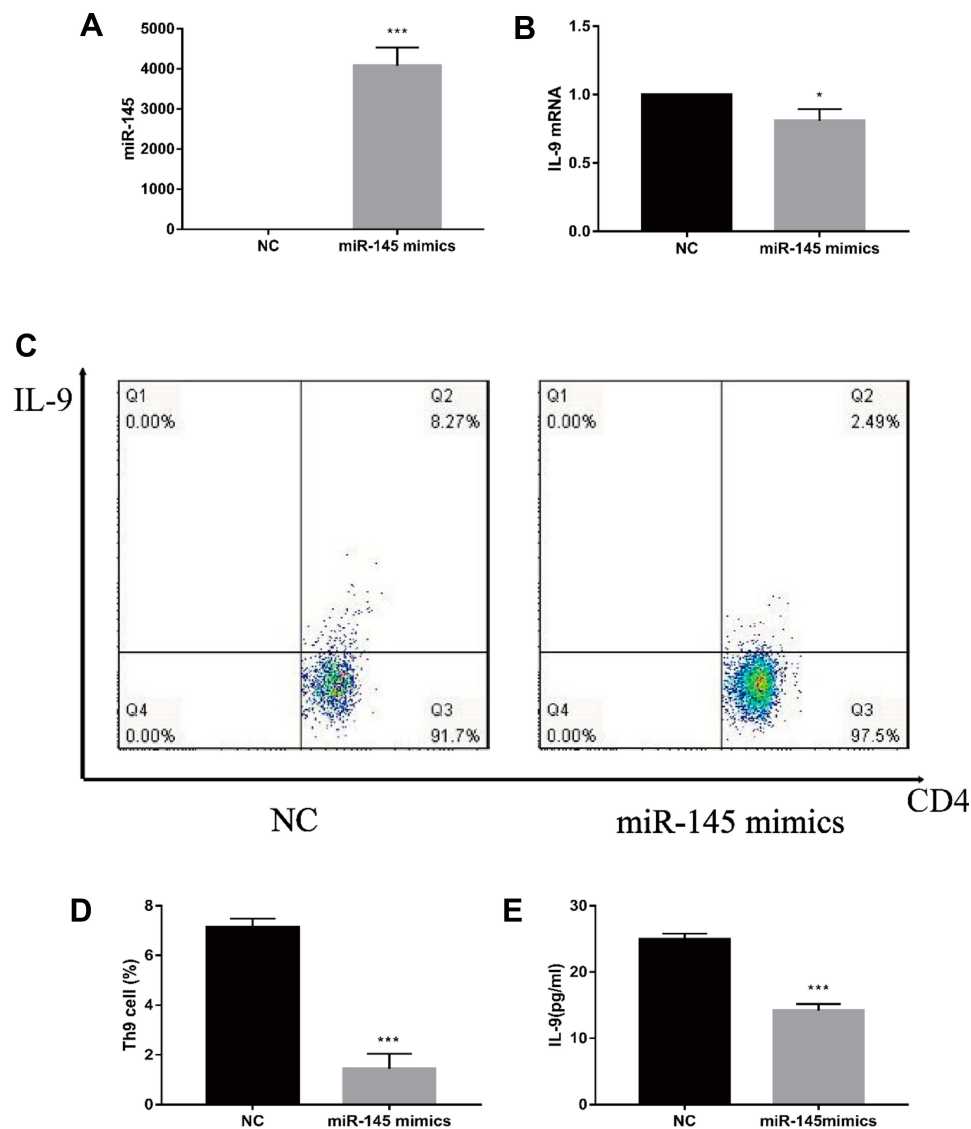 A
***
5000
4000
3000
2000
1000
0
miR-145
NC
miR-145 mimics
B
*
1.5
1.0
0.5
0.0
IL-9 mRNA
NC
miR-145 mimics
C
IL-9
Q1
0.00%
Q2
8.27%
Q4
0.00%
Q3
91.7%
Q1
0.00%
Q2
2.49%
Q4
0.00%
Q3
97.5%
CD4
NC
miR-145 mimics
D
8
6
4
2
0
Th9 cell (%)
***
NC
miR-145 mimics
E
30
20
10
0
IL-9(pg/ml)
***
NC
miR-145mimics